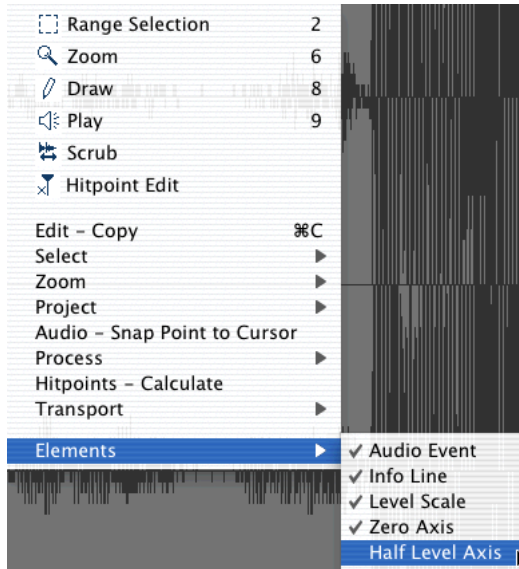 Range Selection 2
Zoom 6
Draw 8
Play 9
Scrub
Hitpoint Edit
Edit – Copy ⌘C
Select
Zoom
Project
Audio – Snap Point to Cursor
Process
Hitpoints – Calculate
Transport
Elements
Audio Event
Info Line
Level Scale
Zero Axis
Half Level Axis